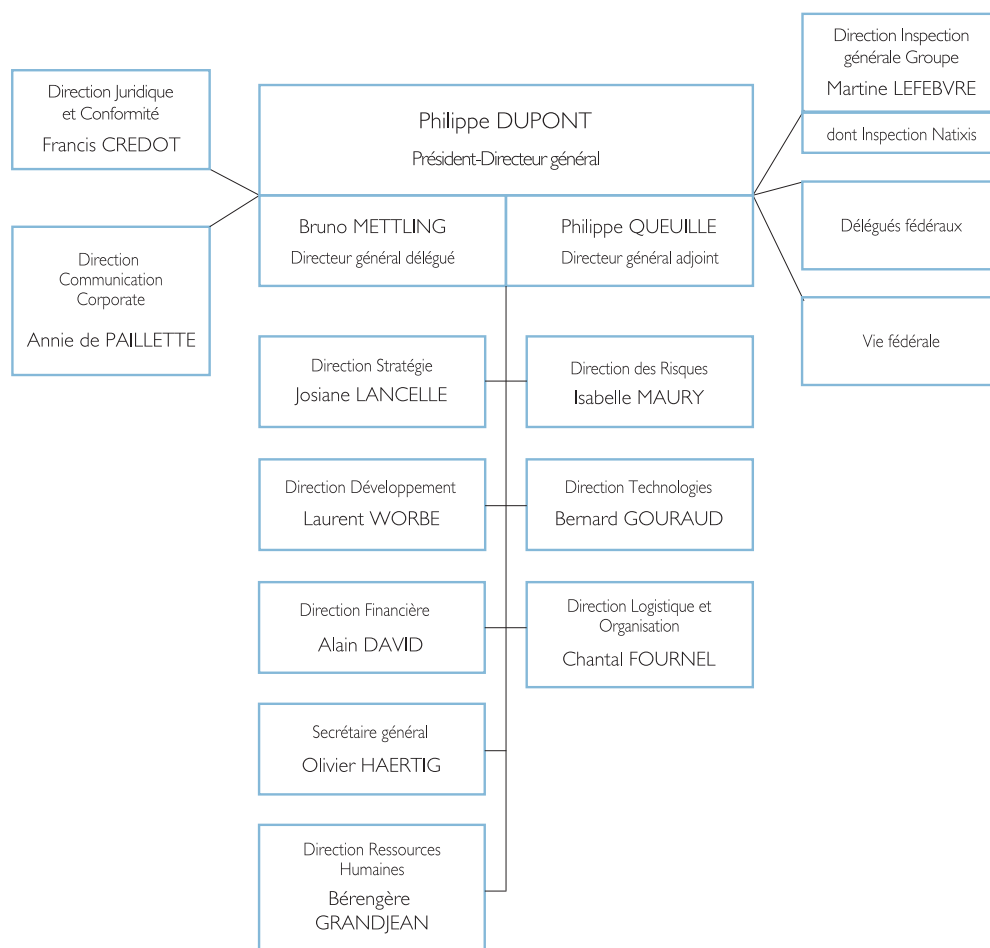 Direction Inspection
générale Groupe
Martine LEFEBVRE
dont Inspection Natixis
Direction Juridique
et Conformité
Francis CREDOT
Philippe DUPONT
Président-Directeur général
Bruno METTLING
Directeur général délégué
Philippe QUEUILLE
Directeur général adjoint
Délégués fédéraux
Direction
Communication
Corporate
Annie de PAILLETTE
Vie fédérale
Direction Stratégie
Josiane LANCELLE
Direction des Risques
Isabelle MAURY
Direction Développement
Laurent WORBE
Direction Technologies
Bernard GOURAUD
Direction Financière
Alain DAVID
Direction Logistique et
Organisation
Chantal FOURNEL
Secrétaire général
Olivier HAERTIG
Direction Ressources
Humaines
Bérengère
GRANDJEAN